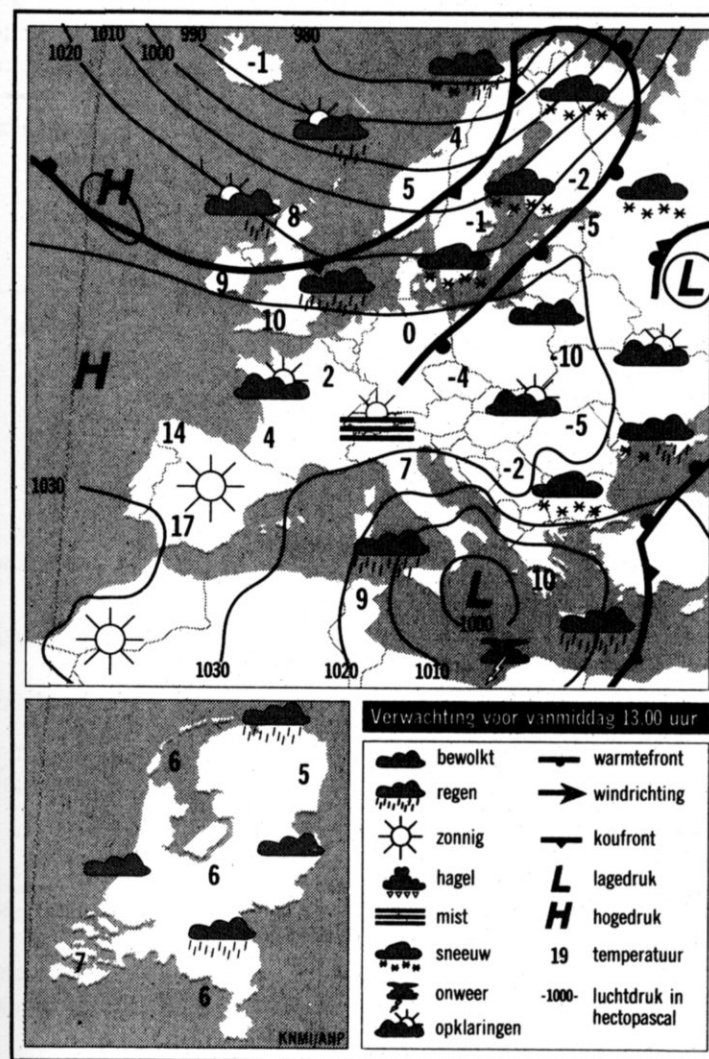 980
990
1010
1000
1020
-1
4
5
-2
H
8
-1
-5
9
L
10
0
-10
2
-4
H
14
4
-5
7
-2
1030
17
10
9
L
1000
1030
1020
1010
Verwachting voor vanmiddag 13.00 uur
6
5
6
7
6
KNMI/ANP
bewolkt
regen
zonnig
hagel
mist
sneeuw
onweer
opklaringen
warmtefront
windrichting
koufront
L lagedruk
H hogedruk
19 temperatuur
-1000- luchtdruk in
hectopascal